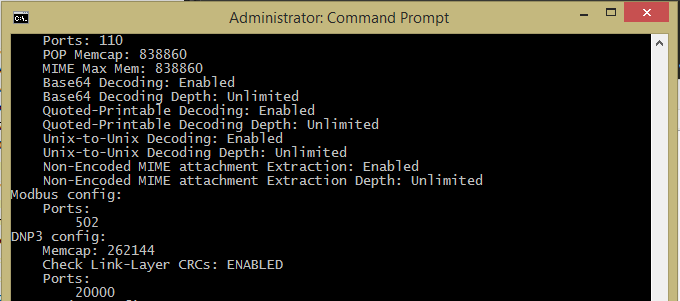 Administrator: Command Prompt
Ports: 110
POP Memcap: 838860
MIME Max Mem: 838860
Base64 Decoding: Enabled
Base64 Decoding Depth: Unlimited
Quoted-Printable Decoding: Enabled
Quoted-Printable Decoding Depth: Unlimited
Unix-to-Unix Decoding: Enabled
Unix-to-Unix Decoding Depth: Unlimited
Non-Encoded MIME attachment Extraction: Enabled
Non-Encoded MIME attachment Extraction Depth: Unlimited
Modbus config:
Ports:
502
DNP3 config:
Memcap: 262144
Check Link-Layer CRCs: ENABLED
Ports:
20000